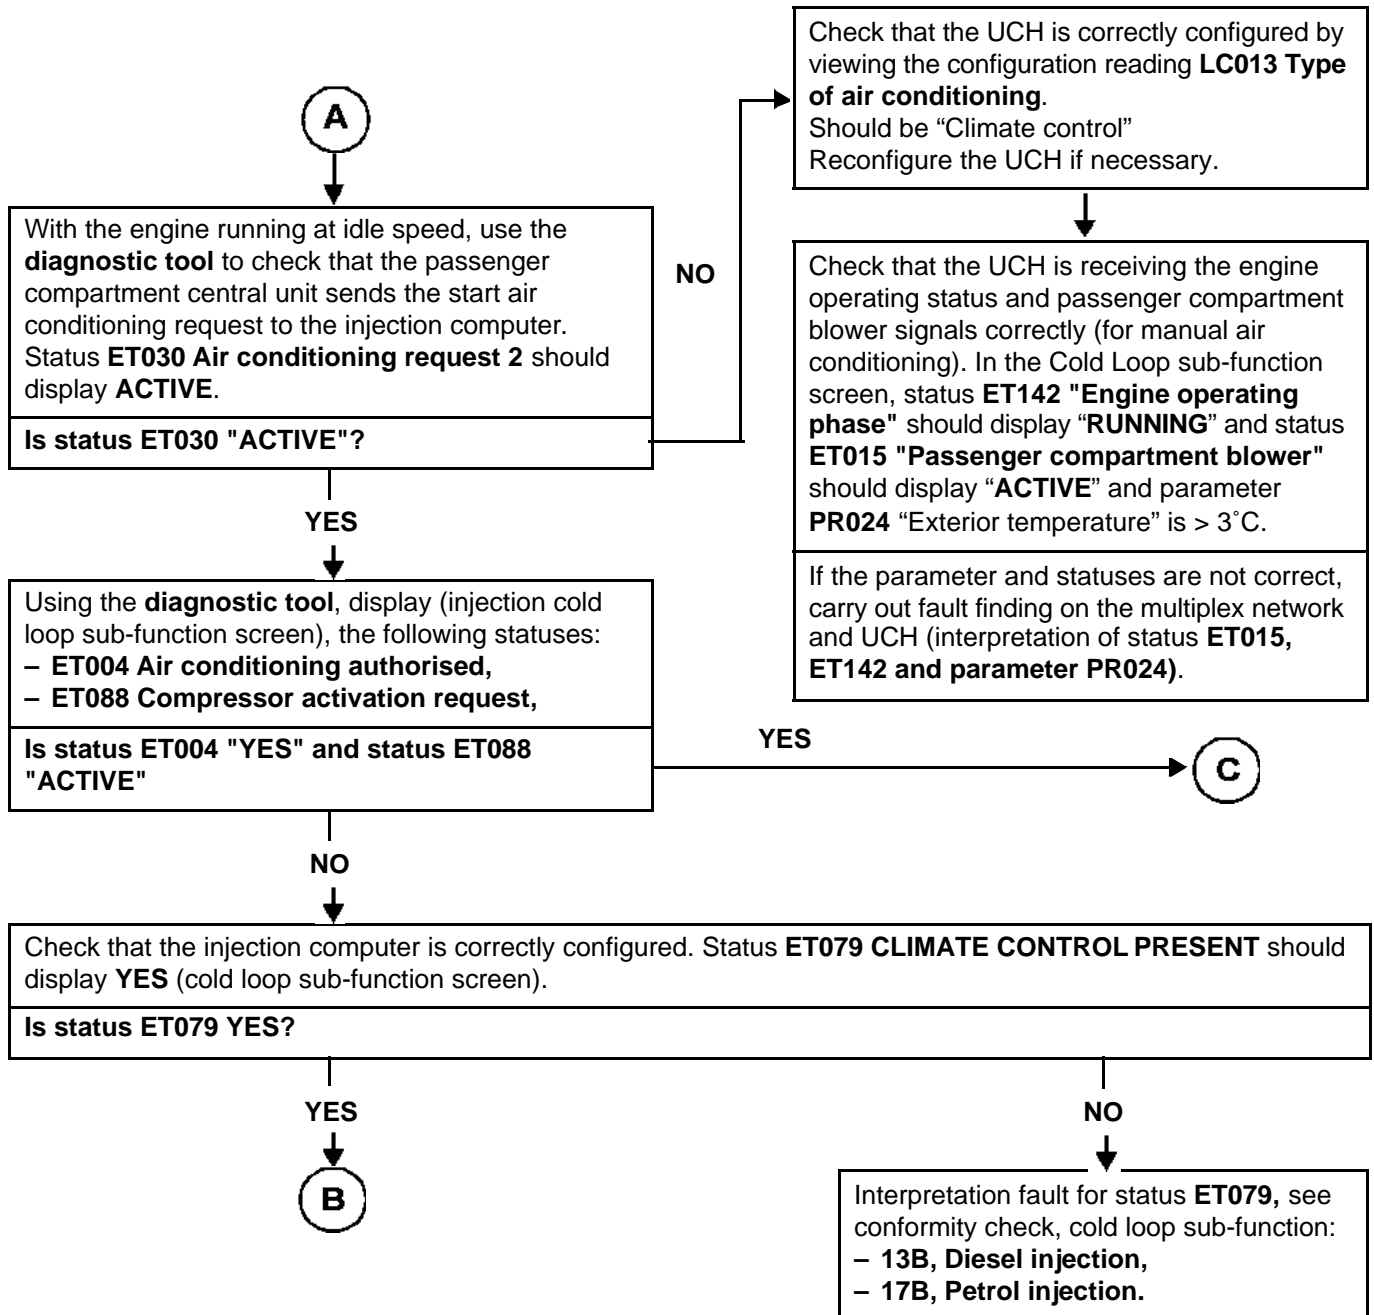 A
With the engine running at idle speed, use the
diagnostic tool to check that the passenger
compartment central unit sends the start air
conditioning request to the injection computer.
Status ET030 Air conditioning request 2 should
display ACTIVE.
Is status ET030 "ACTIVE"?
NO
Check that the UCH is correctly configured by
viewing the configuration reading LC013 Type
of air conditioning.
Should be “Climate control”
Reconfigure the UCH if necessary.
Check that the UCH is receiving the engine
operating status and passenger compartment
blower signals correctly (for manual air
conditioning). In the Cold Loop sub-function
screen, status ET142 "Engine operating
phase" should display “RUNNING” and status
ET015 "Passenger compartment blower"
should display “ACTIVE” and parameter
PR024 “Exterior temperature” is > 3˚C.
If the parameter and statuses are not correct,
carry out fault finding on the multiplex network
and UCH (interpretation of status ET015,
ET142 and parameter PR024).
YES
Using the diagnostic tool, display (injection cold
loop sub-function screen), the following statuses:
– ET004 Air conditioning authorised,
– ET088 Compressor activation request,
Is status ET004 "YES" and status ET088
"ACTIVE"
YES
C
NO
Check that the injection computer is correctly configured. Status ET079 CLIMATE CONTROL PRESENT should
display YES (cold loop sub-function screen).
Is status ET079 YES?
YES
B
NO
Interpretation fault for status ET079, see
conformity check, cold loop sub-function:
– 13B, Diesel injection,
– 17B, Petrol injection.